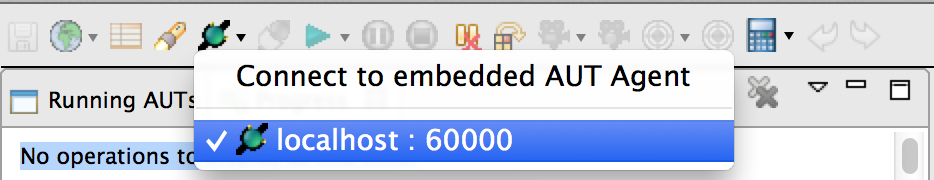 Connect to embedded AUT Agent
Running AUTs
localhost : 60000
No operations to